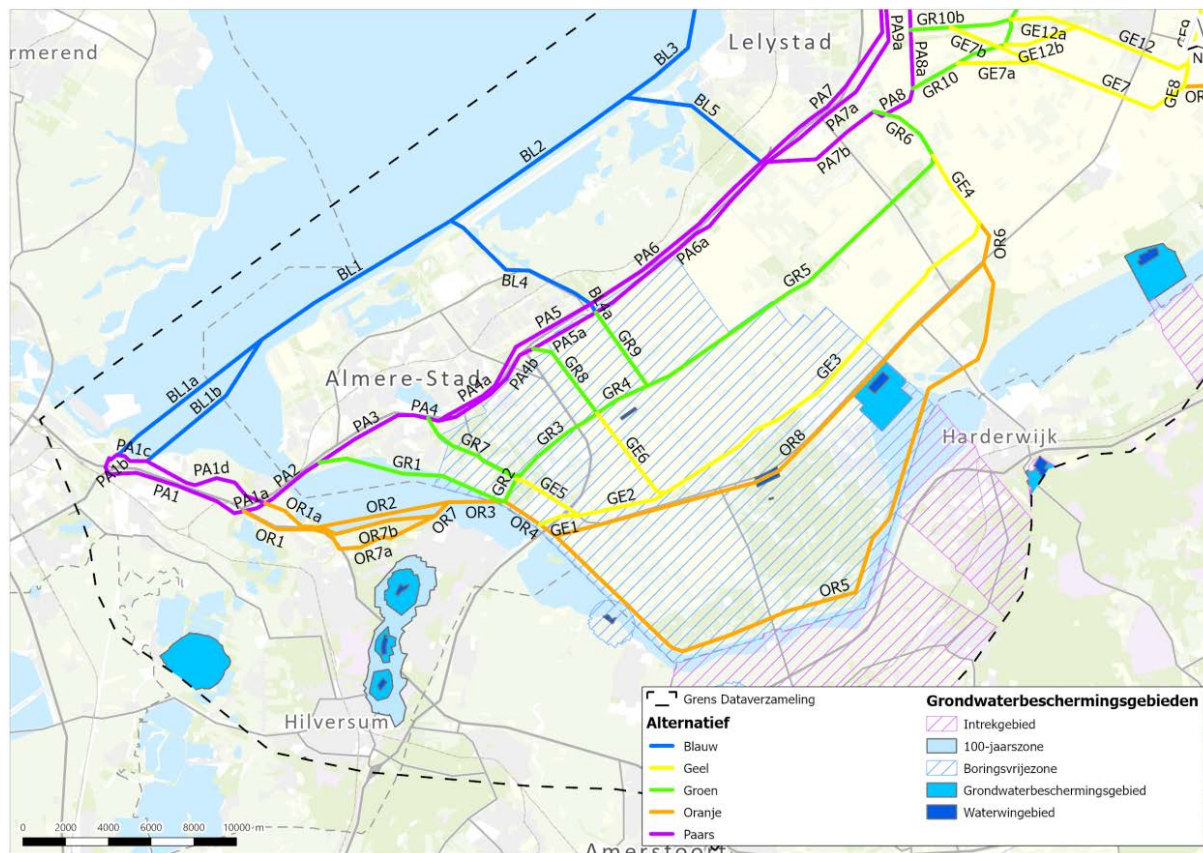 rmerend
Lelystad
BL3
PA9a
GR10b
GE12a
GE12
GE7b
GE12b
PA8a
GE7a
GR10
GE7
GE8
N
OR
PA7
PA7a
PA8
BL5
PA7b
GR6
BL2
GE4
OR6
PA6
PA6a
BL1
BL4
BL4a
GR5
PA5
PA5a
GR9
GE3
GR8
PA4b
PA4a
Almere-Stad
GR4
BL1a
BL1b
PA3
PA4
GR3
Harderwijk
GR7
OR8
GE6
PA1c
PA1b
PA1d
PA2
GR1
GR2
PA1
PA1a
GE5
GE2
OR1a
OR2
OR3
OR1
OR7
OR7b
OR7a
OR4
GE1
OR5
Hilversum
Amersfoort
0 2000 4000 6000 8000 10000 m
Grens Dataverzameling
Alternatief
Blauw
Geel
Groen
Oranje
Paars
Grondwaterbeschermingsgebieden
Intrekgebied
100-jaarszone
Boringsvrijezone
Grondwaterbeschermingsgebied
Waterwingebied